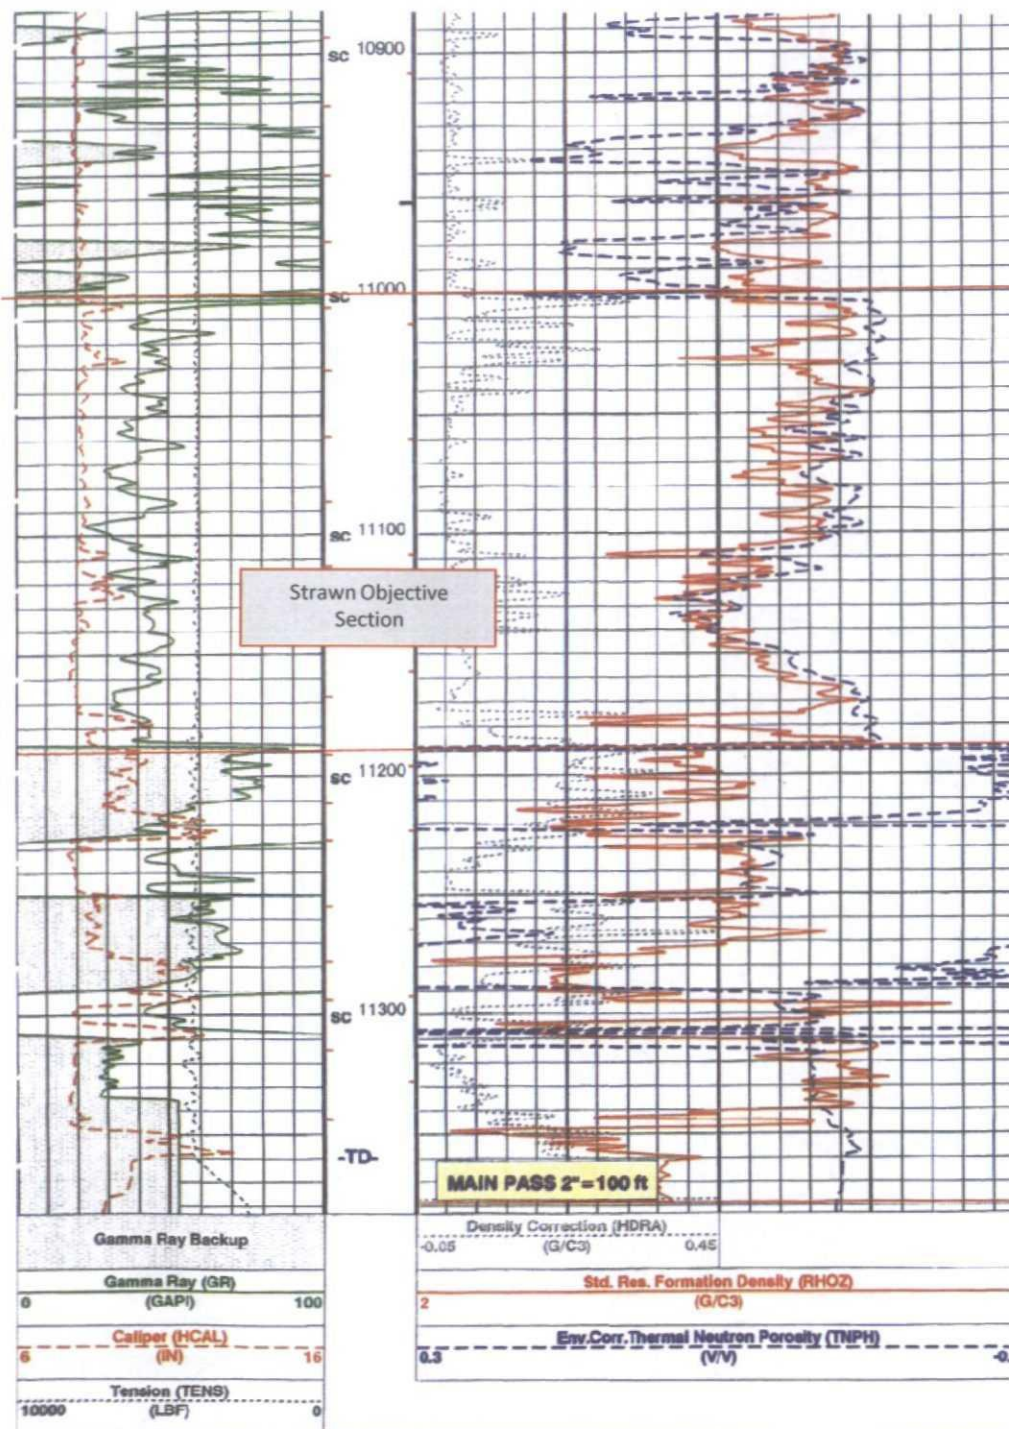 SC 10900
SC 11000
SC 11100
Strawn Objective
Section
SC 11200
SC 11300
-TD-
MAIN PASS 2"=100 ft
Gamma Ray Backup
Density Correction (HDRA)
-0.05 (G/C3) 0.45
Gamma Ray (GR)
0 (GAPI) 100
Std. Res. Formation Density (RHOZ)
2 (G/C3)
Caliper (HCAL)
6 (IN) 16
Env.Corr.Thermal Neutron Porosity (TNPH)
0.3 (V/V) -0.
Tension (TENS)
10000 (LBF) 0